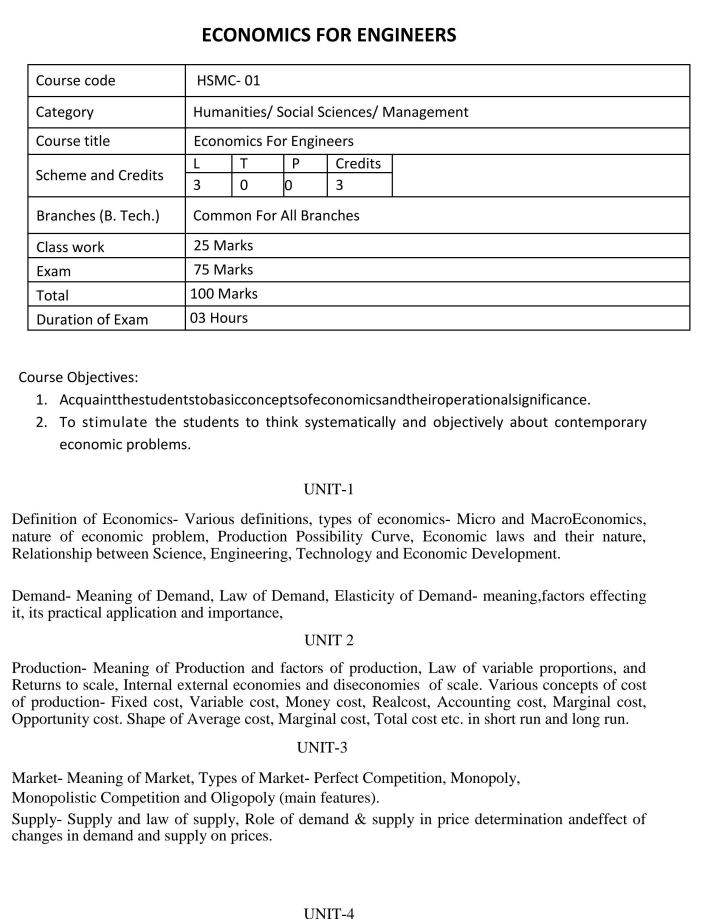 ECONOMICS FOR ENGINEERS
Course code HSMC- 01
Category Humanities/ Social Sciences/ Management
Course title Economics For Engineers
Scheme and Credits L T P Credits
3 0 0 3
Branches (B. Tech.) Common For All Branches
Class work 25 Marks
Exam 75 Marks
Total 100 Marks
Duration of Exam 03 Hours
Course Objectives:
1. Acquaintthestudentstobasicconceptsofeconomicsandtheiroperationalsignificance.
2. To stimulate the students to think systematically and objectively about contemporary
economic problems.
UNIT-1
Definition of Economics- Various definitions, types of economics- Micro and MacroEconomics,
nature of economic problem, Production Possibility Curve, Economic laws and their nature,
Relationship between Science, Engineering, Technology and Economic Development.
Demand- Meaning of Demand, Law of Demand, Elasticity of Demand- meaning,factors effecting
it, its practical application and importance,
UNIT 2
Production- Meaning of Production and factors of production, Law of variable proportions, and
Returns to scale, Internal external economies and diseconomies of scale. Various concepts of cost
of production- Fixed cost, Variable cost, Money cost, Realcost, Accounting cost, Marginal cost,
Opportunity cost. Shape of Average cost, Marginal cost, Total cost etc. in short run and long run.
UNIT-3
Market- Meaning of Market, Types of Market- Perfect Competition, Monopoly,
Monopolistic Competition and Oligopoly (main features).
Supply- Supply and law of supply, Role of demand & supply in price determination andeffect of
changes in demand and supply on prices.
UNIT-4